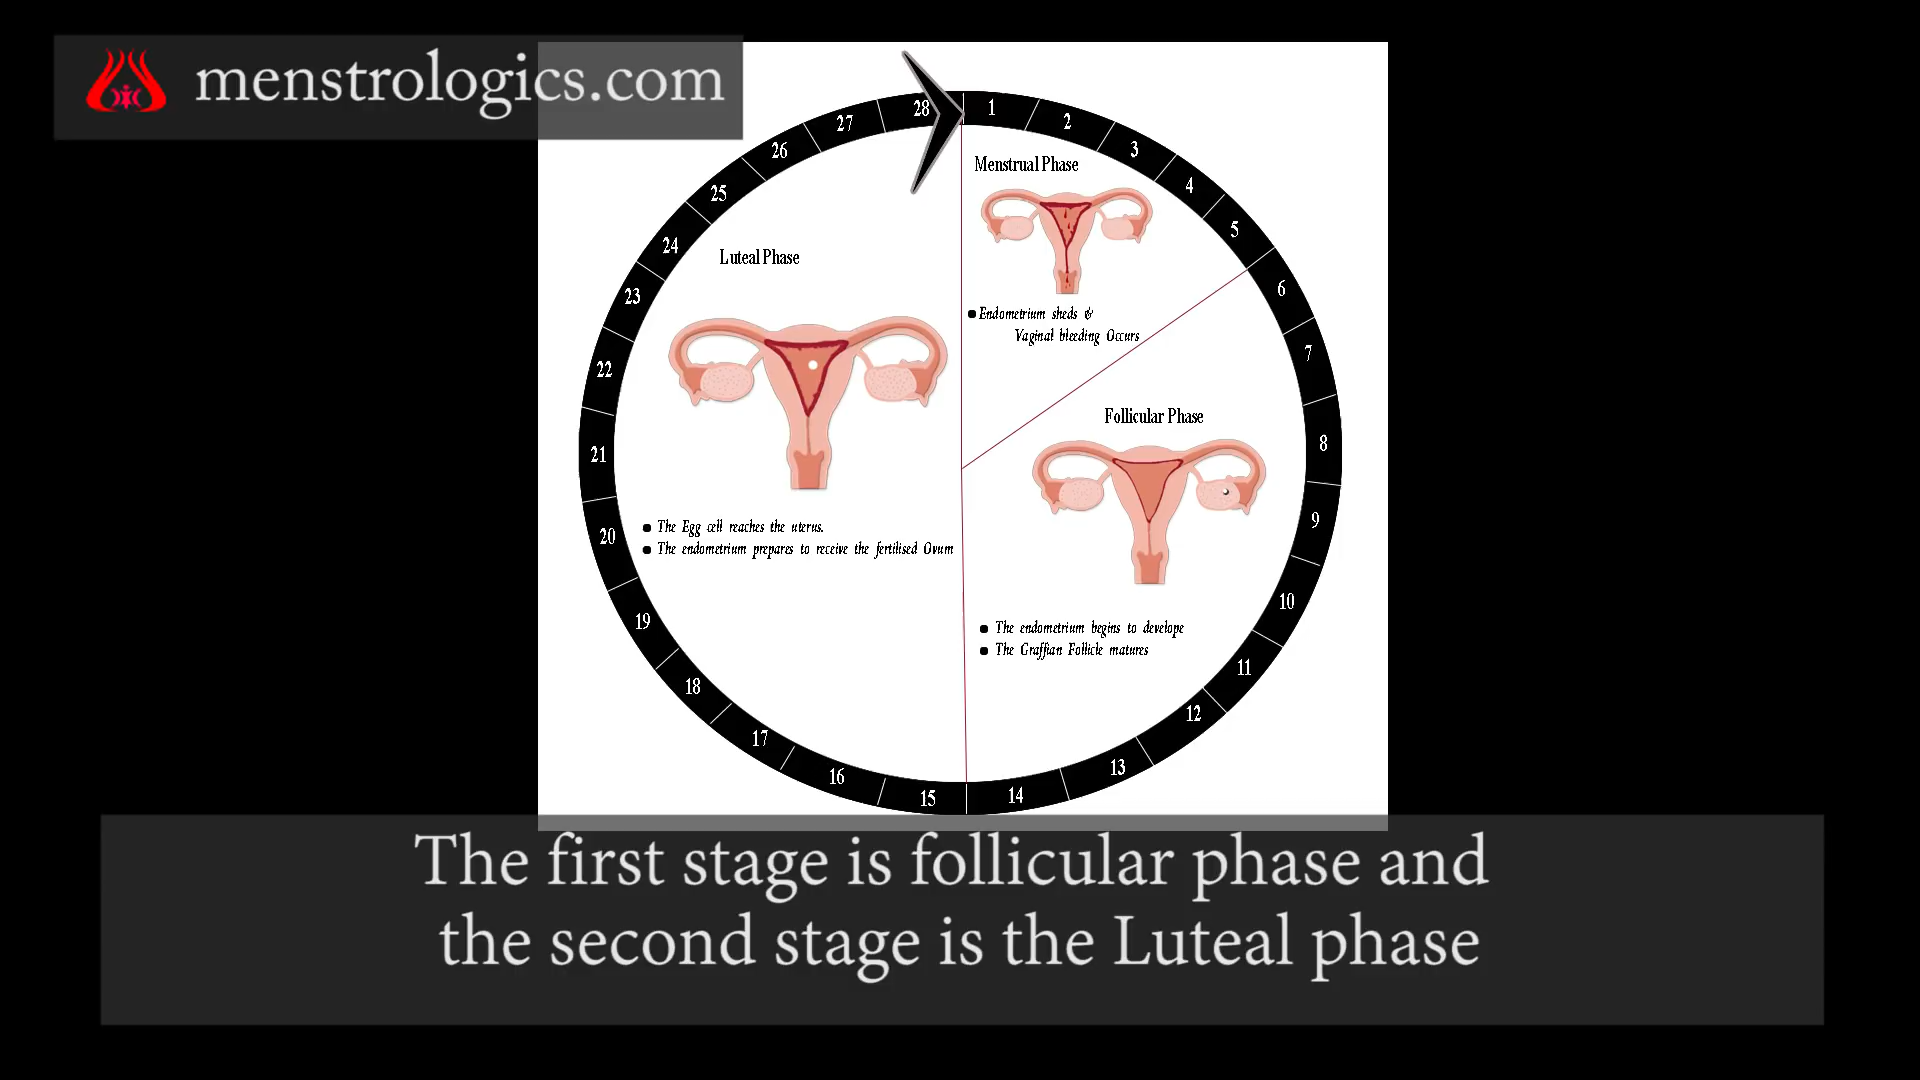 menstrologics.com
28
1
2
3
4
5
6
7
8
9
10
11
12
13
14
15
16
17
18
19
20
21
22
23
24
25
26
27
Menstrual Phase
● Endometrium sheds &
Vaginal bleeding Occurs
Luteal Phase
● The Egg cell reaches the uterus.
● The endometrium prepares to receive the fertilised Ovum
Follicular Phase
● The endometrium begins to develope
● The Graffian Follicle matures
The first stage is follicular phase and
the second stage is the Luteal phase